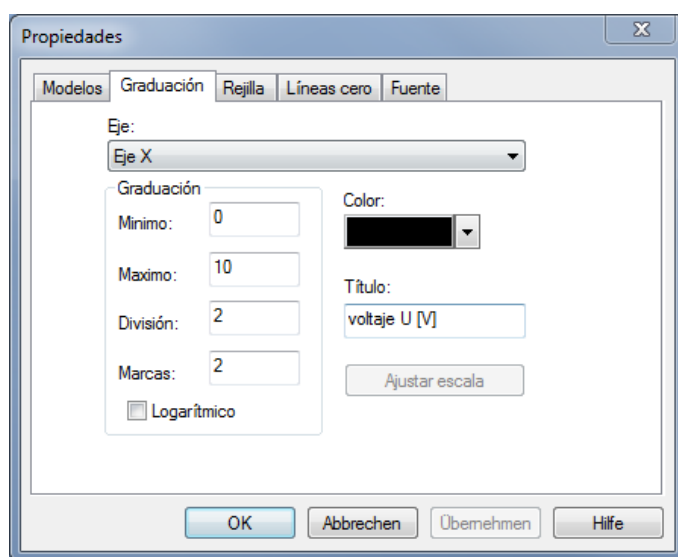 Propiedades
Modelos Graduación Rejilla Líneas cero Fuente
Eje:
Eje X
Graduación
Minimo: 0
Maximo: 10
División: 2
Marcas: 2
Logarítmico
Color:
Título:
voltaje U [V]
Ajustar escala
OK Abbrechen Übernehmen Hilfe